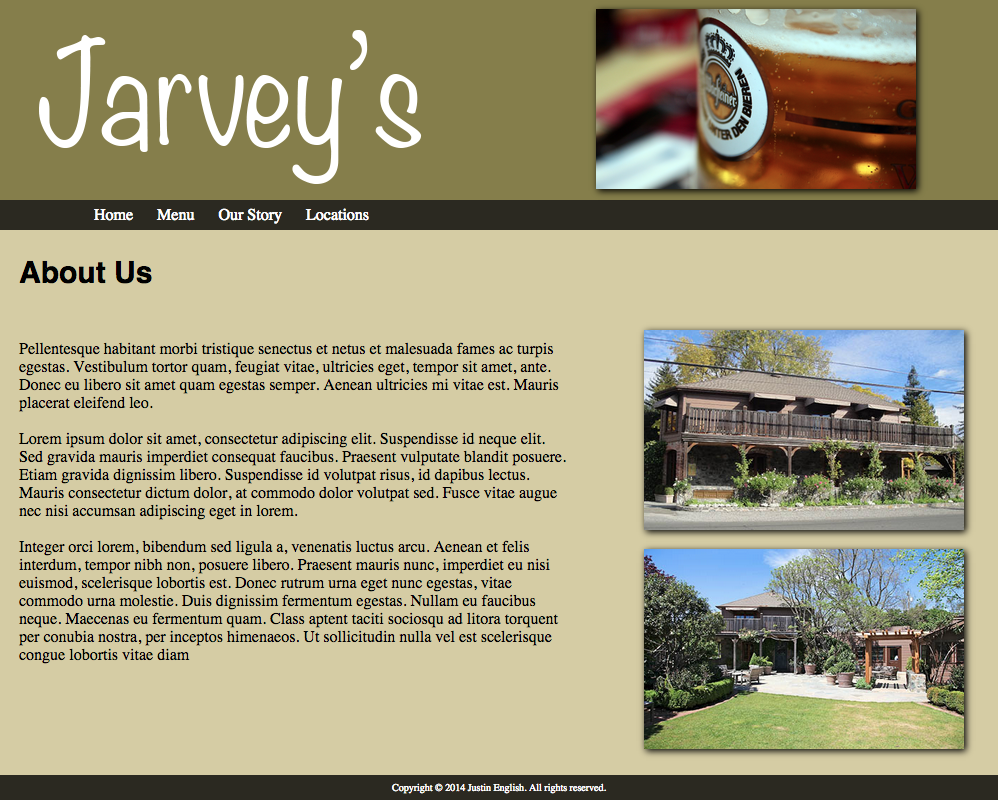 Jarvey's
UNTER DEN BIEREN
Home Menu Our Story Locations
About Us
Pellentesque habitant morbi tristique senectus et netus et malesuada fames ac turpis
egestas. Vestibulum tortor quam, feugiat vitae, ultricies eget, tempor sit amet, ante.
Donec eu libero sit amet quam egestas semper. Aenean ultricies mi vitae est. Mauris
placerat eleifend leo.
Lorem ipsum dolor sit amet, consectetur adipiscing elit. Suspendisse id neque elit.
Sed gravida mauris imperdiet consequat faucibus. Praesent vulputate blandit posuere.
Etiam gravida dignissim libero. Suspendisse id volutpat risus, id dapibus lectus.
Mauris consectetur dictum dolor, at commodo dolor volutpat sed. Fusce vitae augue
nec nisi accumsan adipiscing eget in lorem.
Integer orci lorem, bibendum sed ligula a, venenatis luctus arcu. Aenean et felis
interdum, tempor nibh non, posuere libero. Praesent mauris nunc, imperdiet eu nisi
euismod, scelerisque lobortis est. Donec rutrum urna eget nunc egestas, vitae
commodo urna molestie. Duis dignissim fermentum egestas. Nullam eu faucibus
neque. Maecenas eu fermentum quam. Class aptent taciti sociosqu ad litora torquent
per conubia nostra, per inceptos himenaeos. Ut sollicitudin nulla vel est scelerisque
congue lobortis vitae diam
Copyright © 2014 Justin English. All rights reserved.